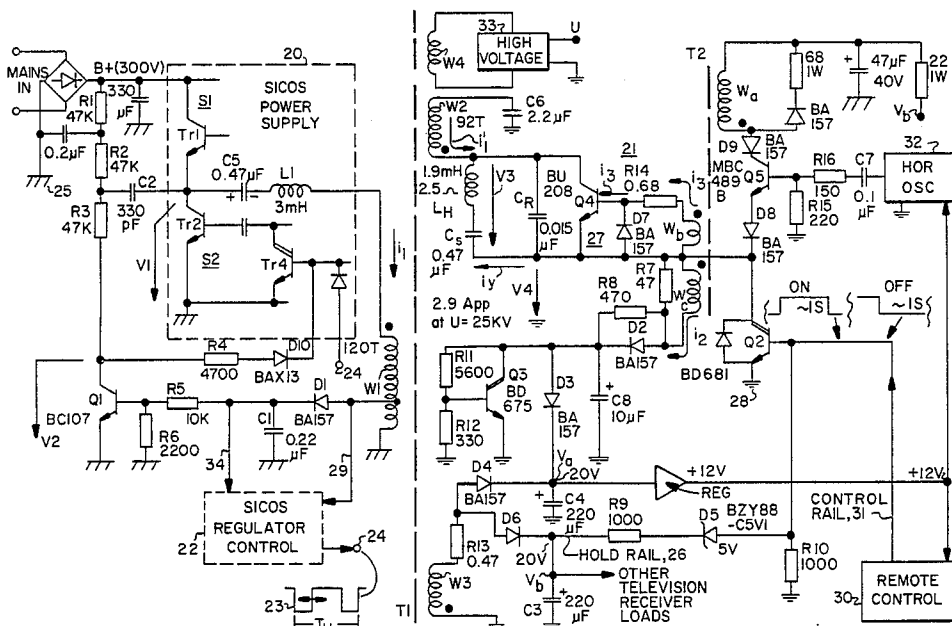 20
SICOS
POWER
SUPPLY
MAINS
IN
B+(300V)
330
μF
S1
Tr1
R1
47K
0.2μF
R2
47K
25
C2
330
pF
R3
47K
C5
0.47μF
L1
3mH
Tr2
S2
Tr4
V1
i1
120T
24
R4
4700
D10
BAX13
Q1
BC107
V2
R5
10K
R6
2200
D1
BA157
C1
0.22
μF
W1
34
29
SICOS
REGULATOR
CONTROL
22
24
23
T1
33
HIGH
VOLTAGE
U
W4
W2
92T
i'1
C6
2.2μF
1.9mH
2.5
LH
V3
CR
0.015
μF
Cs
0.47
μF
BU
208
Q4
27
21
i3
R14
0.68
i3
D7
BA
157
Wb
iy
V4
2.9 App
at U=25KV
R7
47
Wc
R8
470
i2
D2
BA157
R11
5600
Q3
BD
675
R12
330
D3
BA
157
C8
10μF
D4
BA157
Va
20V
C4
220
μF
REG
+12V
+12V
D6
R13
0.47
W3
20V
R9
1000
HOLD RAIL, 26
D5
BZY88
-C5V1
5V
R10
1000
Vb
C3
220
μF
OTHER
TELEVISION
RECEIVER
LOADS
T2
Wa
68
1W
BA
157
47μF
40V
22
1W
Vb
D9
BA
157
MBC
489
B
Q5
R16
150
C7
0.1
μF
R15
220
32
HOR
OSC
D8
BA
157
ON
~1S
OFF
~1S
Q2
BD681
28
CONTROL
RAIL, 31
30
REMOTE
CONTROL